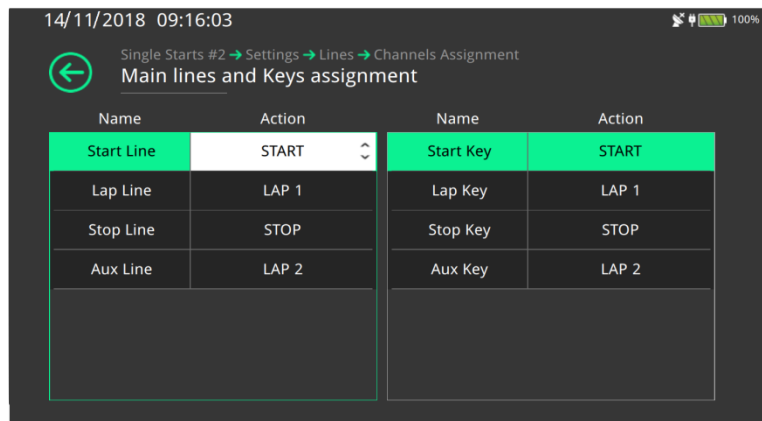 14/11/2018 09:16:03 100%
Single Starts #2 → Settings → Lines → Channels Assignment
Main lines and Keys assignment
Name Action Name Action
Start Line START Start Key START
Lap Line LAP 1 Lap Key LAP 1
Stop Line STOP Stop Key STOP
Aux Line LAP 2 Aux Key LAP 2